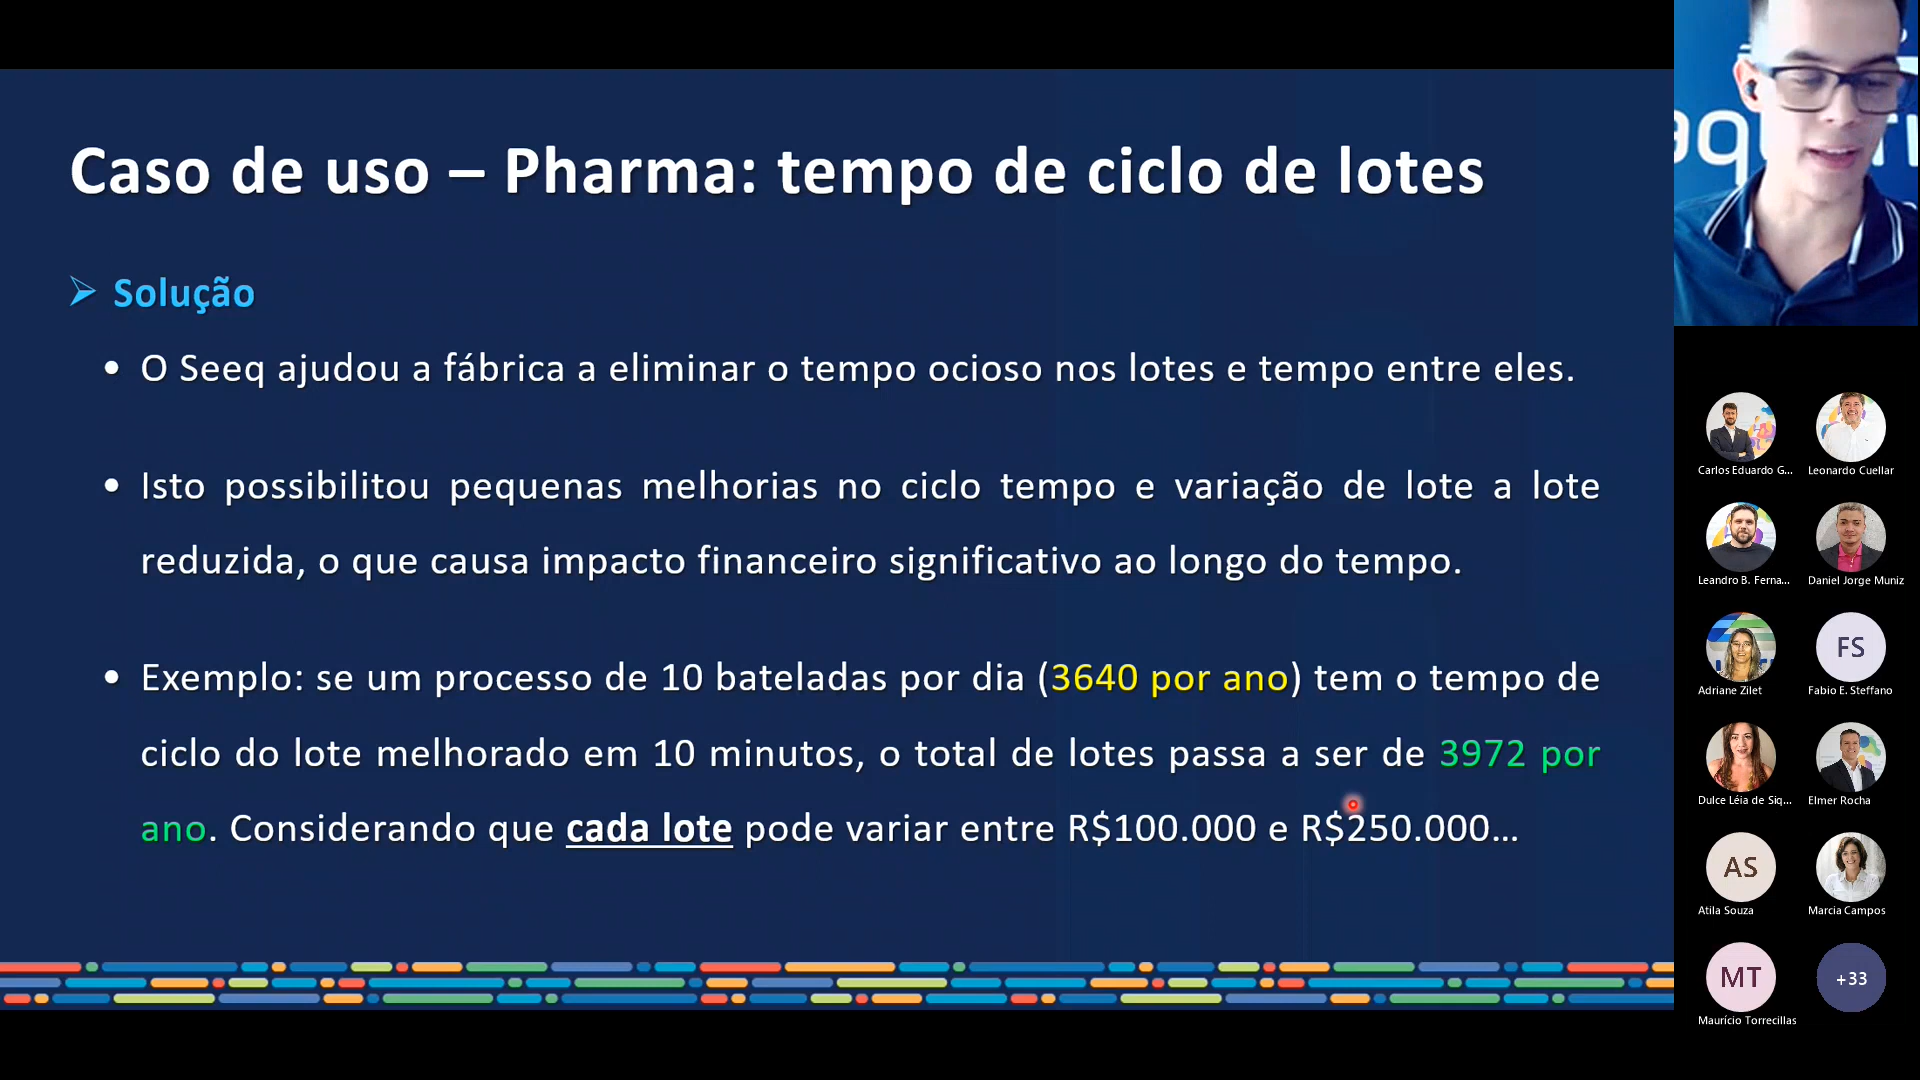 Caso de uso – Pharma: tempo de ciclo de lotes
Solução
• O Seeq ajudou a fábrica a eliminar o tempo ocioso nos lotes e tempo entre eles.
• Isto possibilitou pequenas melhorias no ciclo tempo e variação de lote a lote
reduzida, o que causa impacto financeiro significativo ao longo do tempo.
• Exemplo: se um processo de 10 bateladas por dia (3640 por ano) tem o tempo de
ciclo do lote melhorado em 10 minutos, o total de lotes passa a ser de 3972 por
ano. Considerando que cada lote pode variar entre R$100.000 e R$250.000...
Carlos Eduardo G...
Leonardo Cuellar
Leandro B. Ferna...
Daniel Jorge Muniz
Adriane Zilet
FS
Fabio E. Steffano
Dulce Léia de Siq...
Elmer Rocha
AS
Atila Souza
Marcia Campos
MT
Maurício Torrecillas
+33